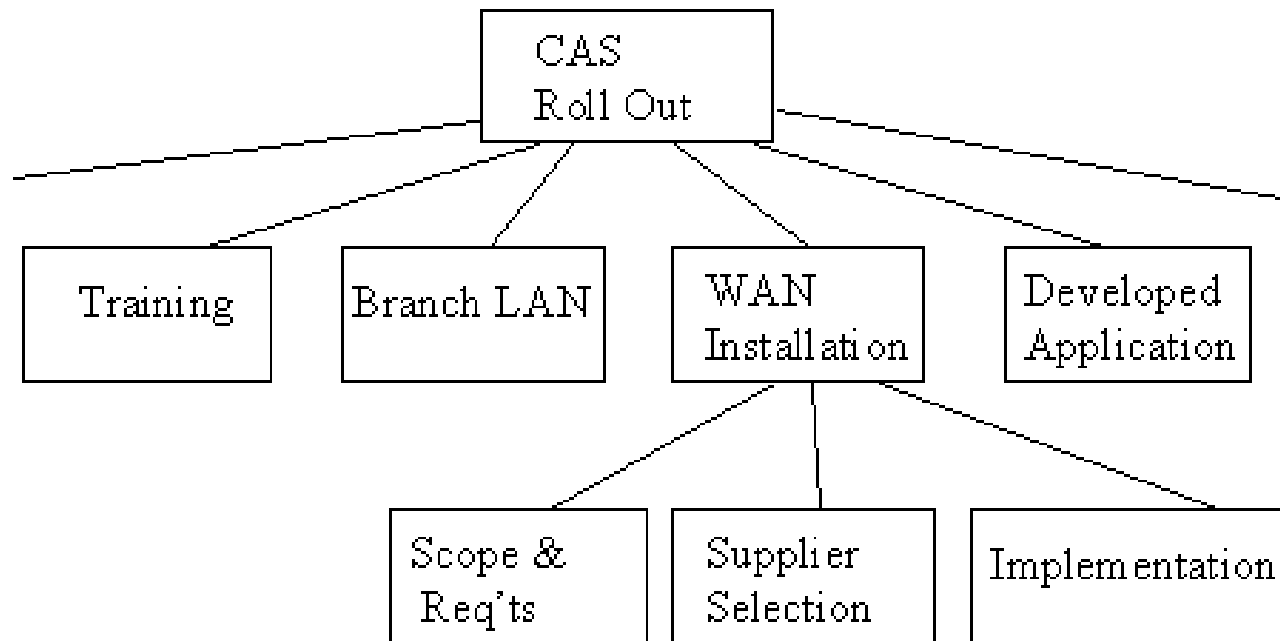 CAS
Roll Out
Training
Branch LAN
WAN
Installation
Developed
Application
Scope &
Req'ts
Supplier
Selection
Implementation